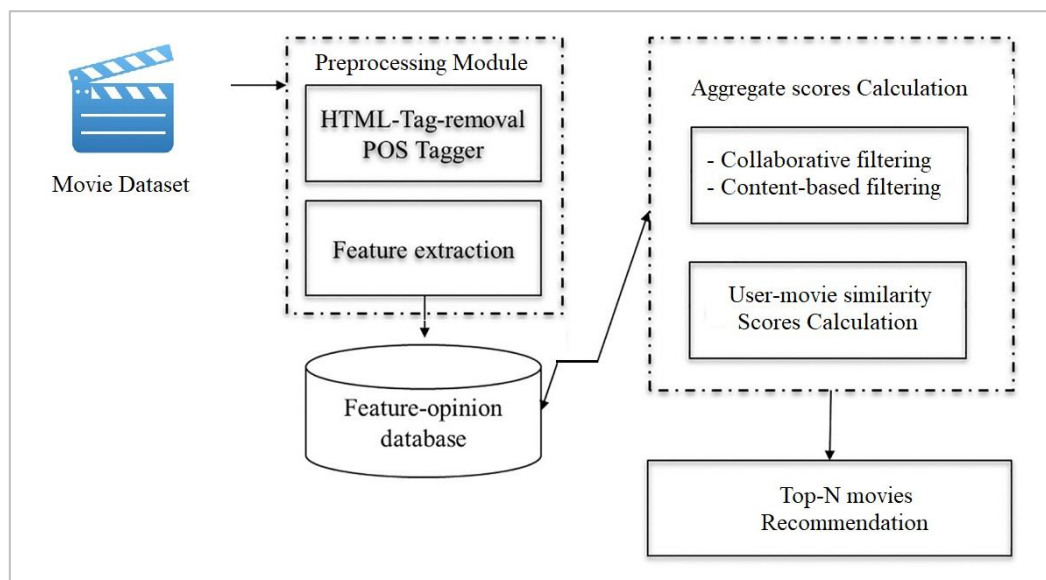 Movie Dataset
Preprocessing Module
HTML-Tag-removal
POS Tagger
Feature extraction
Feature-opinion
database
Aggregate scores Calculation
- Collaborative filtering
- Content-based filtering
User-movie similarity
Scores Calculation
Top-N movies
Recommendation